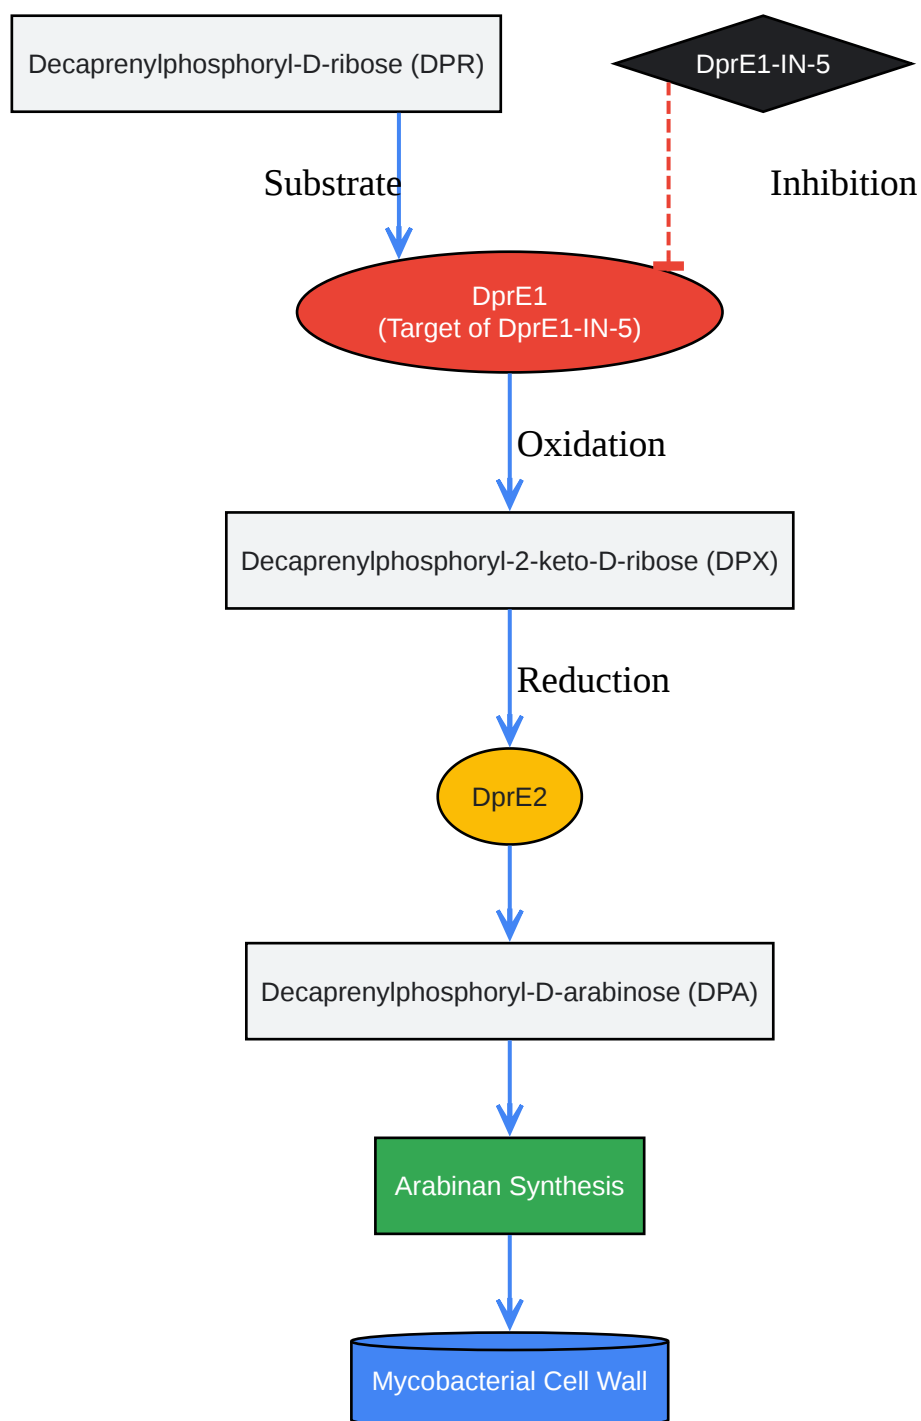 Decaprenylphosphoryl-D-ribose (DPR)
DprE1-IN-5
Substrate
Inhibition
DprE1
(Target of DprE1-IN-5)
Oxidation
Decaprenylphosphoryl-2-keto-D-ribose (DPX)
Reduction
DprE2
Decaprenylphosphoryl-D-arabinose (DPA)
Arabinan Synthesis
Mycobacterial Cell Wall